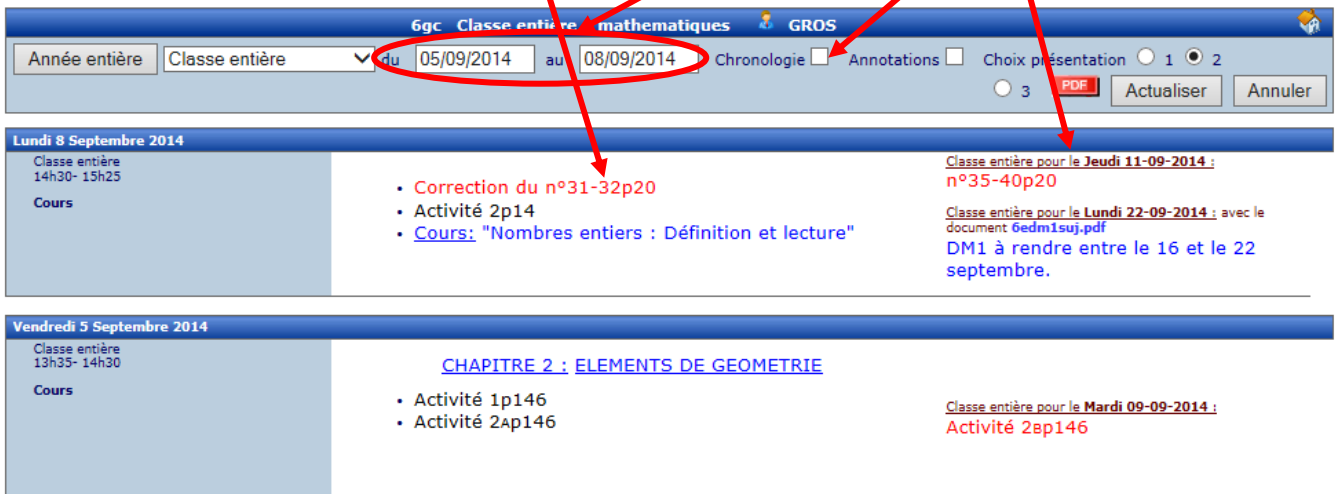 6gc Classe entière mathematiques GROS
Année entière Classe entière du 05/09/2014 au 08/09/2014 Chronologie Annotations Choix présentation 1 2
3 PDF Actualiser Annuler
Lundi 8 Septembre 2014
Classe entière
14h30- 15h25
Cours
• Correction du n°31-32p20
• Activité 2p14
• Cours: "Nombres entiers : Définition et lecture"
Classe entière pour le Jeudi 11-09-2014 :
n°35-40p20
Classe entière pour le Lundi 22-09-2014 : avec le
document 6edm1suj.pdf
DM1 à rendre entre le 16 et le 22
septembre.
Vendredi 5 Septembre 2014
Classe entière
13h35- 14h30
Cours
CHAPITRE 2 : ELEMENTS DE GEOMETRIE
• Activité 1p146
• Activité 2Ap146
Classe entière pour le Mardi 09-09-2014 :
Activité 2Bp146